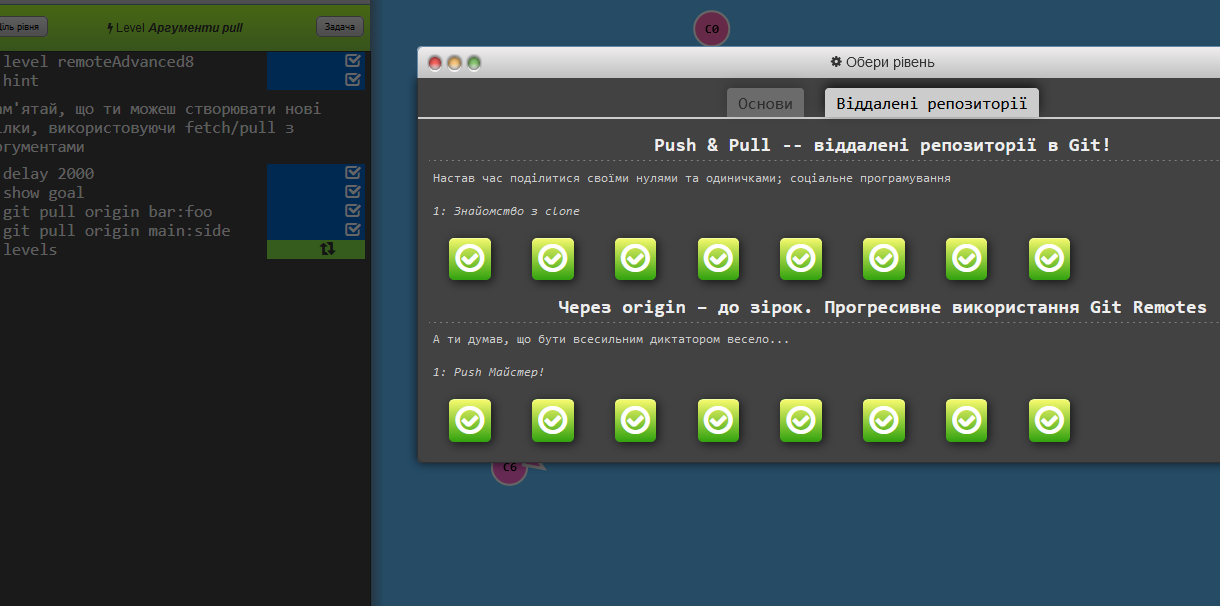 іль рівня
Level Аргументи pull
Задача
level remoteAdvanced8
hint
ам'ятай, що ти можеш створювати нові
ілки, використовуючи fetch/pull з
ргументами
delay 2000
show goal
git pull origin bar:foo
git pull origin main:side
levels
C0
Обери рівень
Основи
Віддалені репозиторії
Push & Pull -- віддалені репозиторії в Git!
Настав час поділитися своїми нулями та одиничками; соціальне програмування
1: Знайомство з clone
Через origin – до зірок. Прогресивне використання Git Remotes
А ти думав, що бути всесильним диктатором весело...
1: Push Майстер!
C6